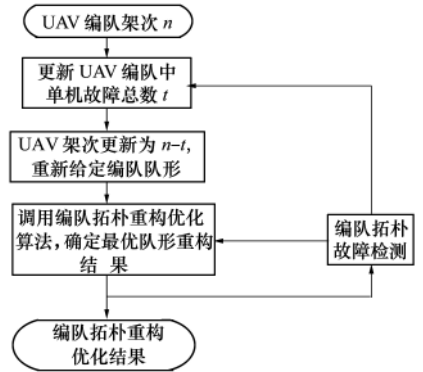 UAV 编队架次 n
更新 UAV 编队中
单机故障总数 t
UAV 架次更新为 n-t,
重新给定编队队形
调用编队拓朴重构优化
算法,确定最优队形重构
结 果
编队拓朴
故障检测
编队拓朴重构
优化结果